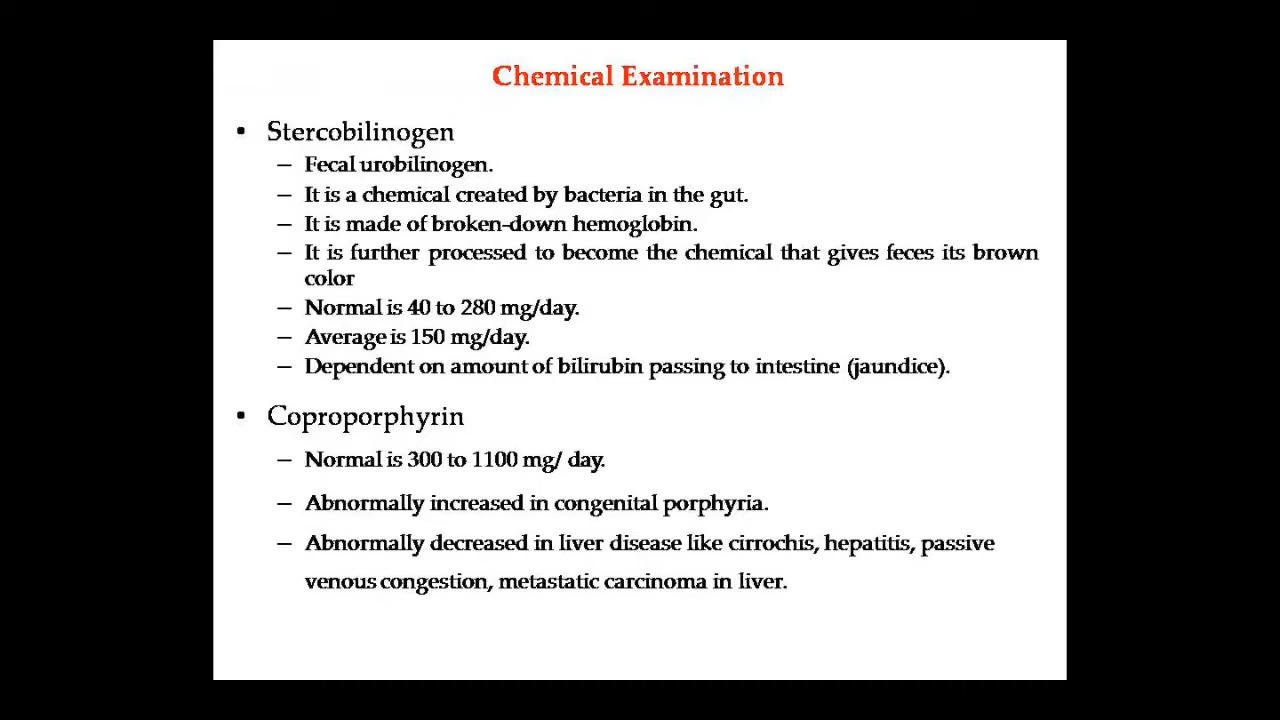 Chemical Examination
• Stercobilinogen
– Fecal urobilinogen.
– It is a chemical created by bacteria in the gut.
– It is made of broken-down hemoglobin.
– It is further processed to become the chemical that gives feces its brown
color
– Normal is 40 to 280 mg/day.
– Average is 150 mg/day.
– Dependent on amount of bilirubin passing to intestine (jaundice).
• Coproporphyrin
– Normal is 300 to 1100 mg/ day.
– Abnormally increased in congenital porphyria.
– Abnormally decreased in liver disease like cirrochis, hepatitis, passive
venous congestion, metastatic carcinoma in liver.